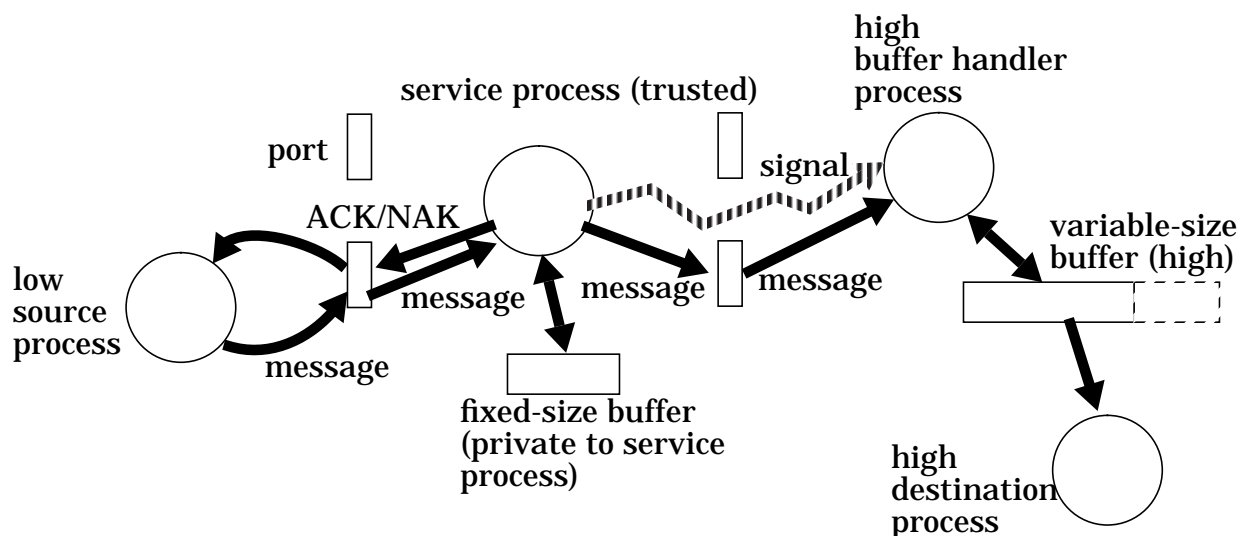 high
buffer handler
process
service process (trusted)
port
signal
ACK/NAK
variable-size
buffer (high)
low
source
process
message
message
message
message
fixed-size buffer
(private to service
process)
high
destination
process